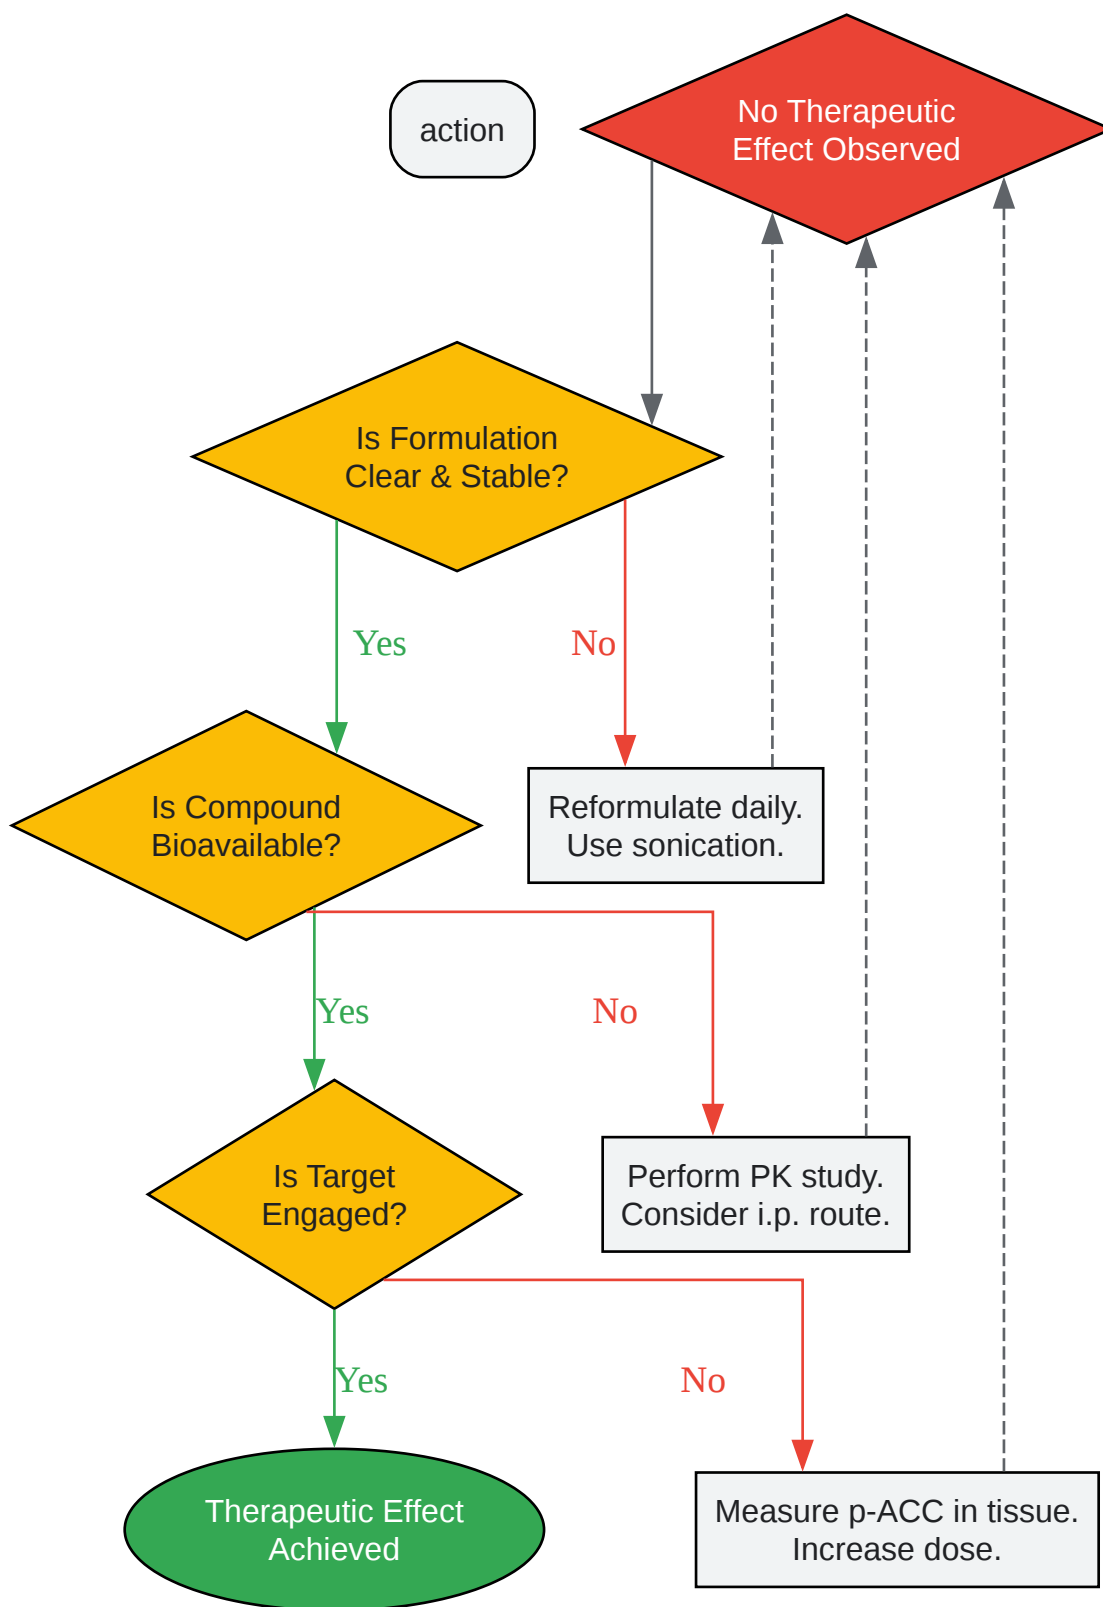 action
No Therapeutic
Effect Observed
Is Formulation
Clear & Stable?
Yes
No
Is Compound
Bioavailable?
Reformulate daily.
Use sonication.
Yes
No
Is Target
Engaged?
Perform PK study.
Consider i.p. route.
Yes
No
Therapeutic Effect
Achieved
Measure p-ACC in tissue.
Increase dose.